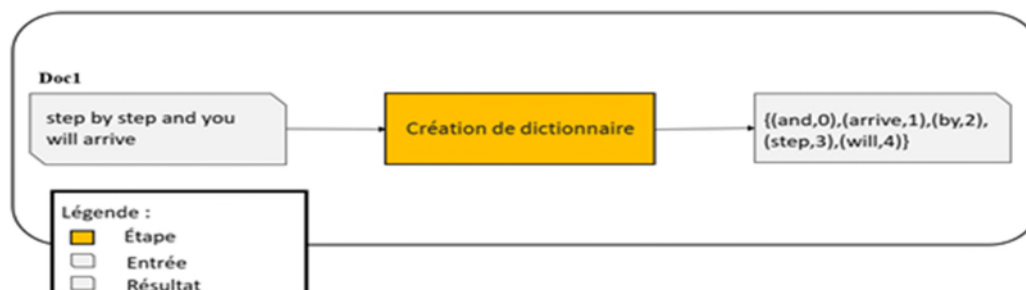 Doc1
step by step and you
will arrive
Création de dictionnaire
{(and,0),(arrive,1),(by,2),
(step,3),(will,4)}
Légende :
Étape
Entrée
Résultat